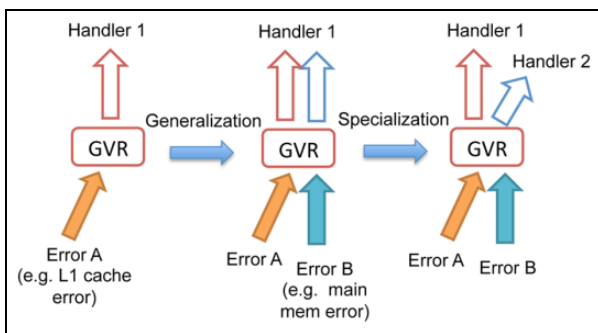 Handler 1
Handler 1
Handler 1
Handler 2
Generalization
Specialization
GVR
GVR
GVR
Error A
(e.g. L1 cache
error)
Error A
Error B
(e.g. main
mem error)
Error A
Error B